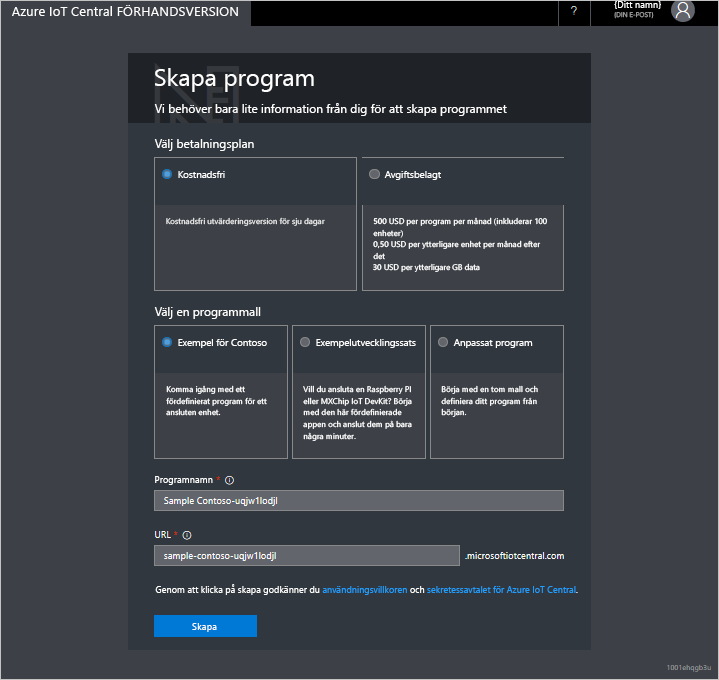 Azure IoT Central FÖRHANDSVERSION
?
{Ditt namn}
(DIN E-POST)
Skapa program
Vi behöver bara lite information från dig för att skapa programmet
Välj betalningsplan
Kostnadsfri
Kostnadsfri utvärderingsversion för sju dagar
Avgiftsbelagt
500 USD per program per månad (inkluderar 100
enheter)
0,50 USD per ytterligare enhet per månad efter
det
30 USD per ytterligare GB data
Välj en programmall
Exempel för Contoso
Komma igång med ett
fördefinierat program för ett
ansluten enhet.
Exempelutvecklingssats
Vill du ansluta en Raspberry PI
eller MXChip IoT DevKit? Börja
med den här fördefinierade
appen och anslut dem på bara
några minuter.
Anpassat program
Börja med en tom mall och
definiera ditt program från
början.
Programnamn *
Sample Contoso-uqjw1lodjl
URL *
sample-contoso-uqjw1lodjl
.microsoftiotcentral.com
Genom att klicka på skapa godkänner du användningsvillkoren och sekretessavtalet för Azure IoT Central.
Skapa
1001ehqgb3u